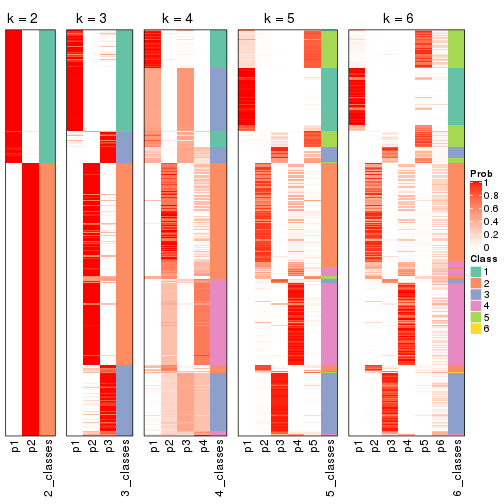 k = 2
k = 3
k = 4
k = 5
k = 6
p1
p2
2_classes
p1
p2
p3
3_classes
p1
p2
p3
p4
4_classes
p1
p2
p3
p4
p5
5_classes
p1
p2
p3
p4
p5
p6
6_classes
Prob
1
0.8
0.6
0.4
0.2
0
Class
1
2
3
4
5
6